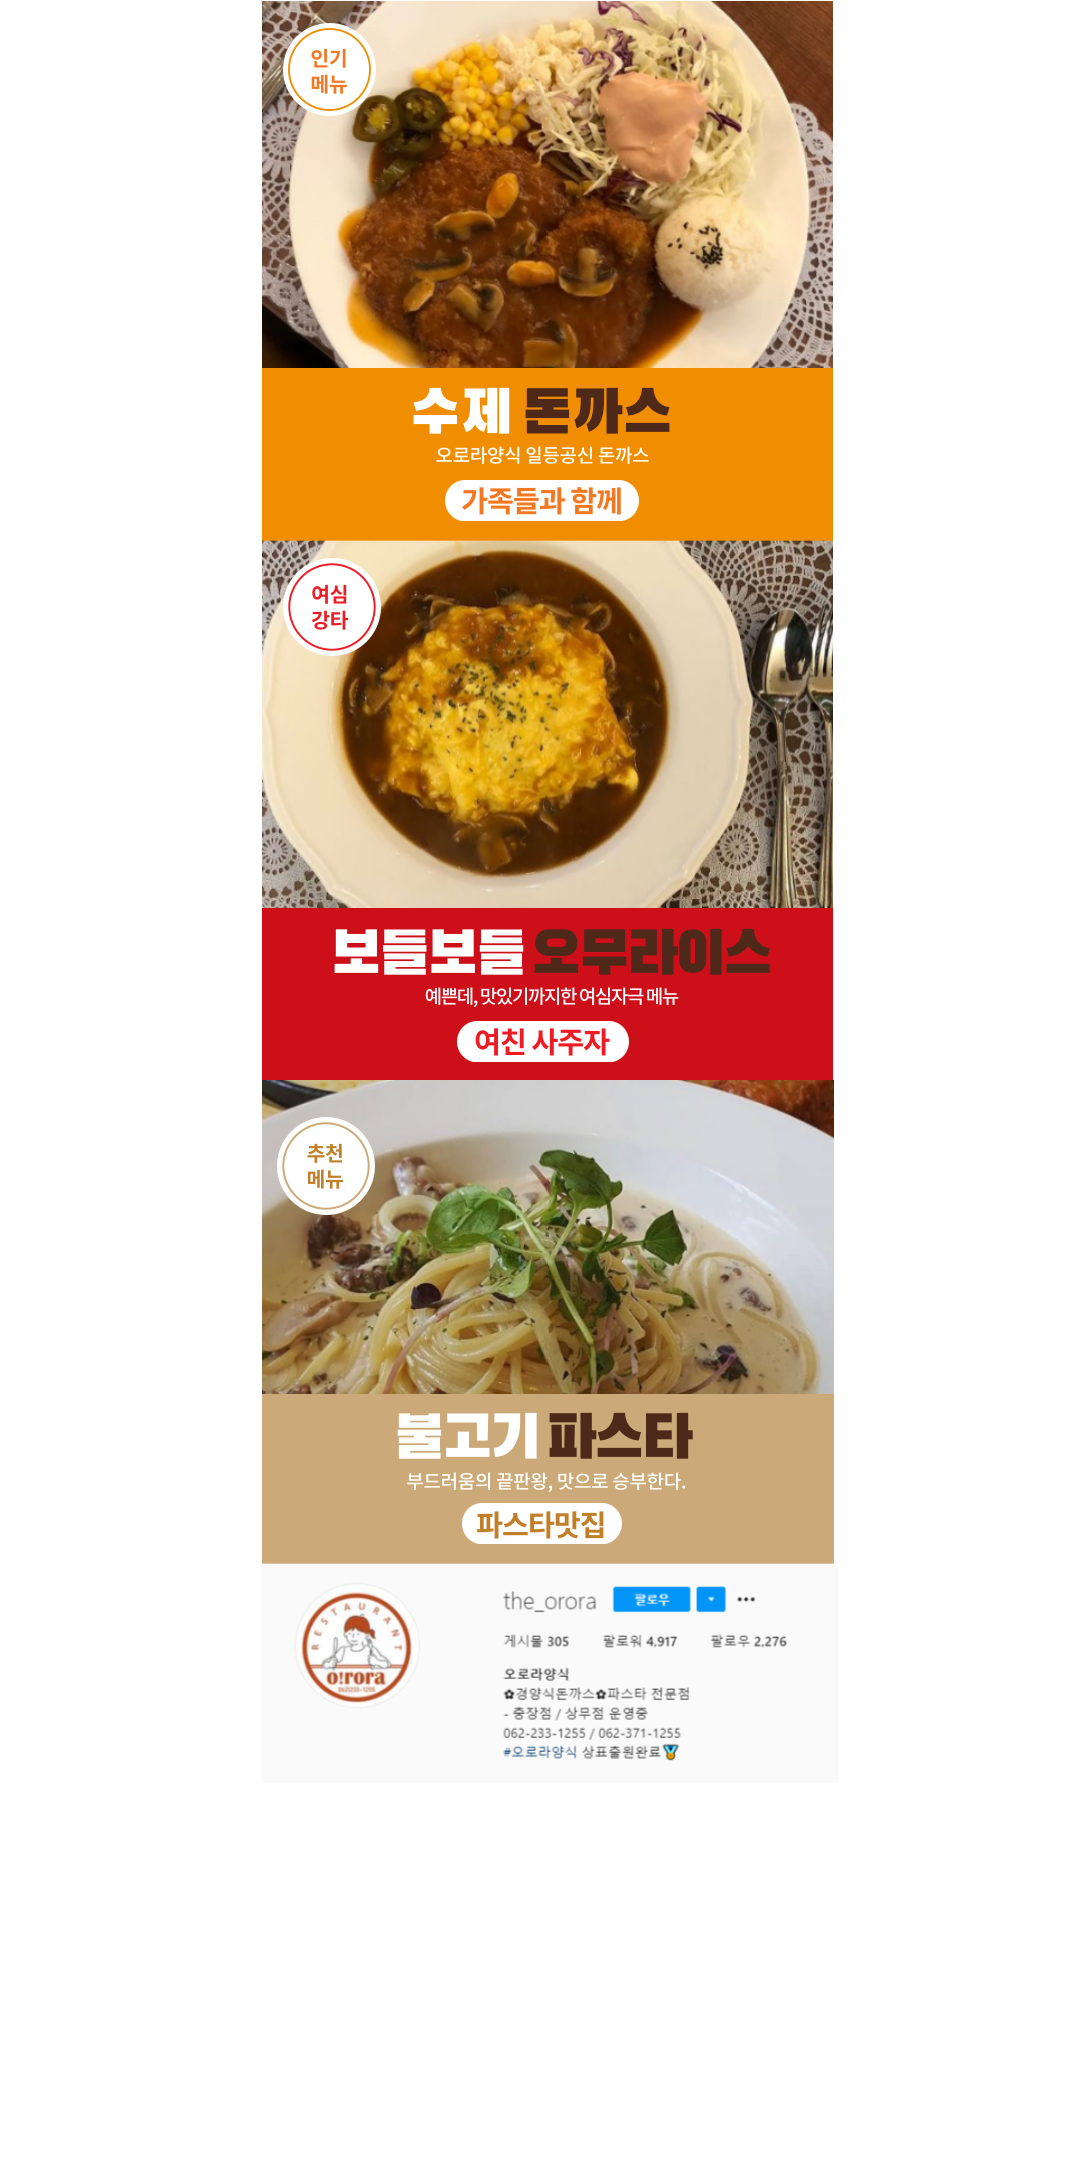 인기
메뉴
수제 돈까스
오로라양식 일등공신 돈까스
가족들과 함께
여심
강타
보들보들 오무라이스
예쁜데, 맛있기까지한 여심자극 메뉴
여친 사주자
추천
메뉴
불고기 파스타
부드러움의 끝판왕, 맛으로 승부한다.
파스타맛집
RESTAURANT
o!rora
062)233-1255
the_orora 팔로우 •••
게시물 305 팔로워 4,917 팔로우 2,276
오로라양식
✿경양식돈까스✿파스타 전문점
- 충장점 / 상무점 운영중
062-233-1255 / 062-371-1255
#오로라양식 상표출원완료🏅